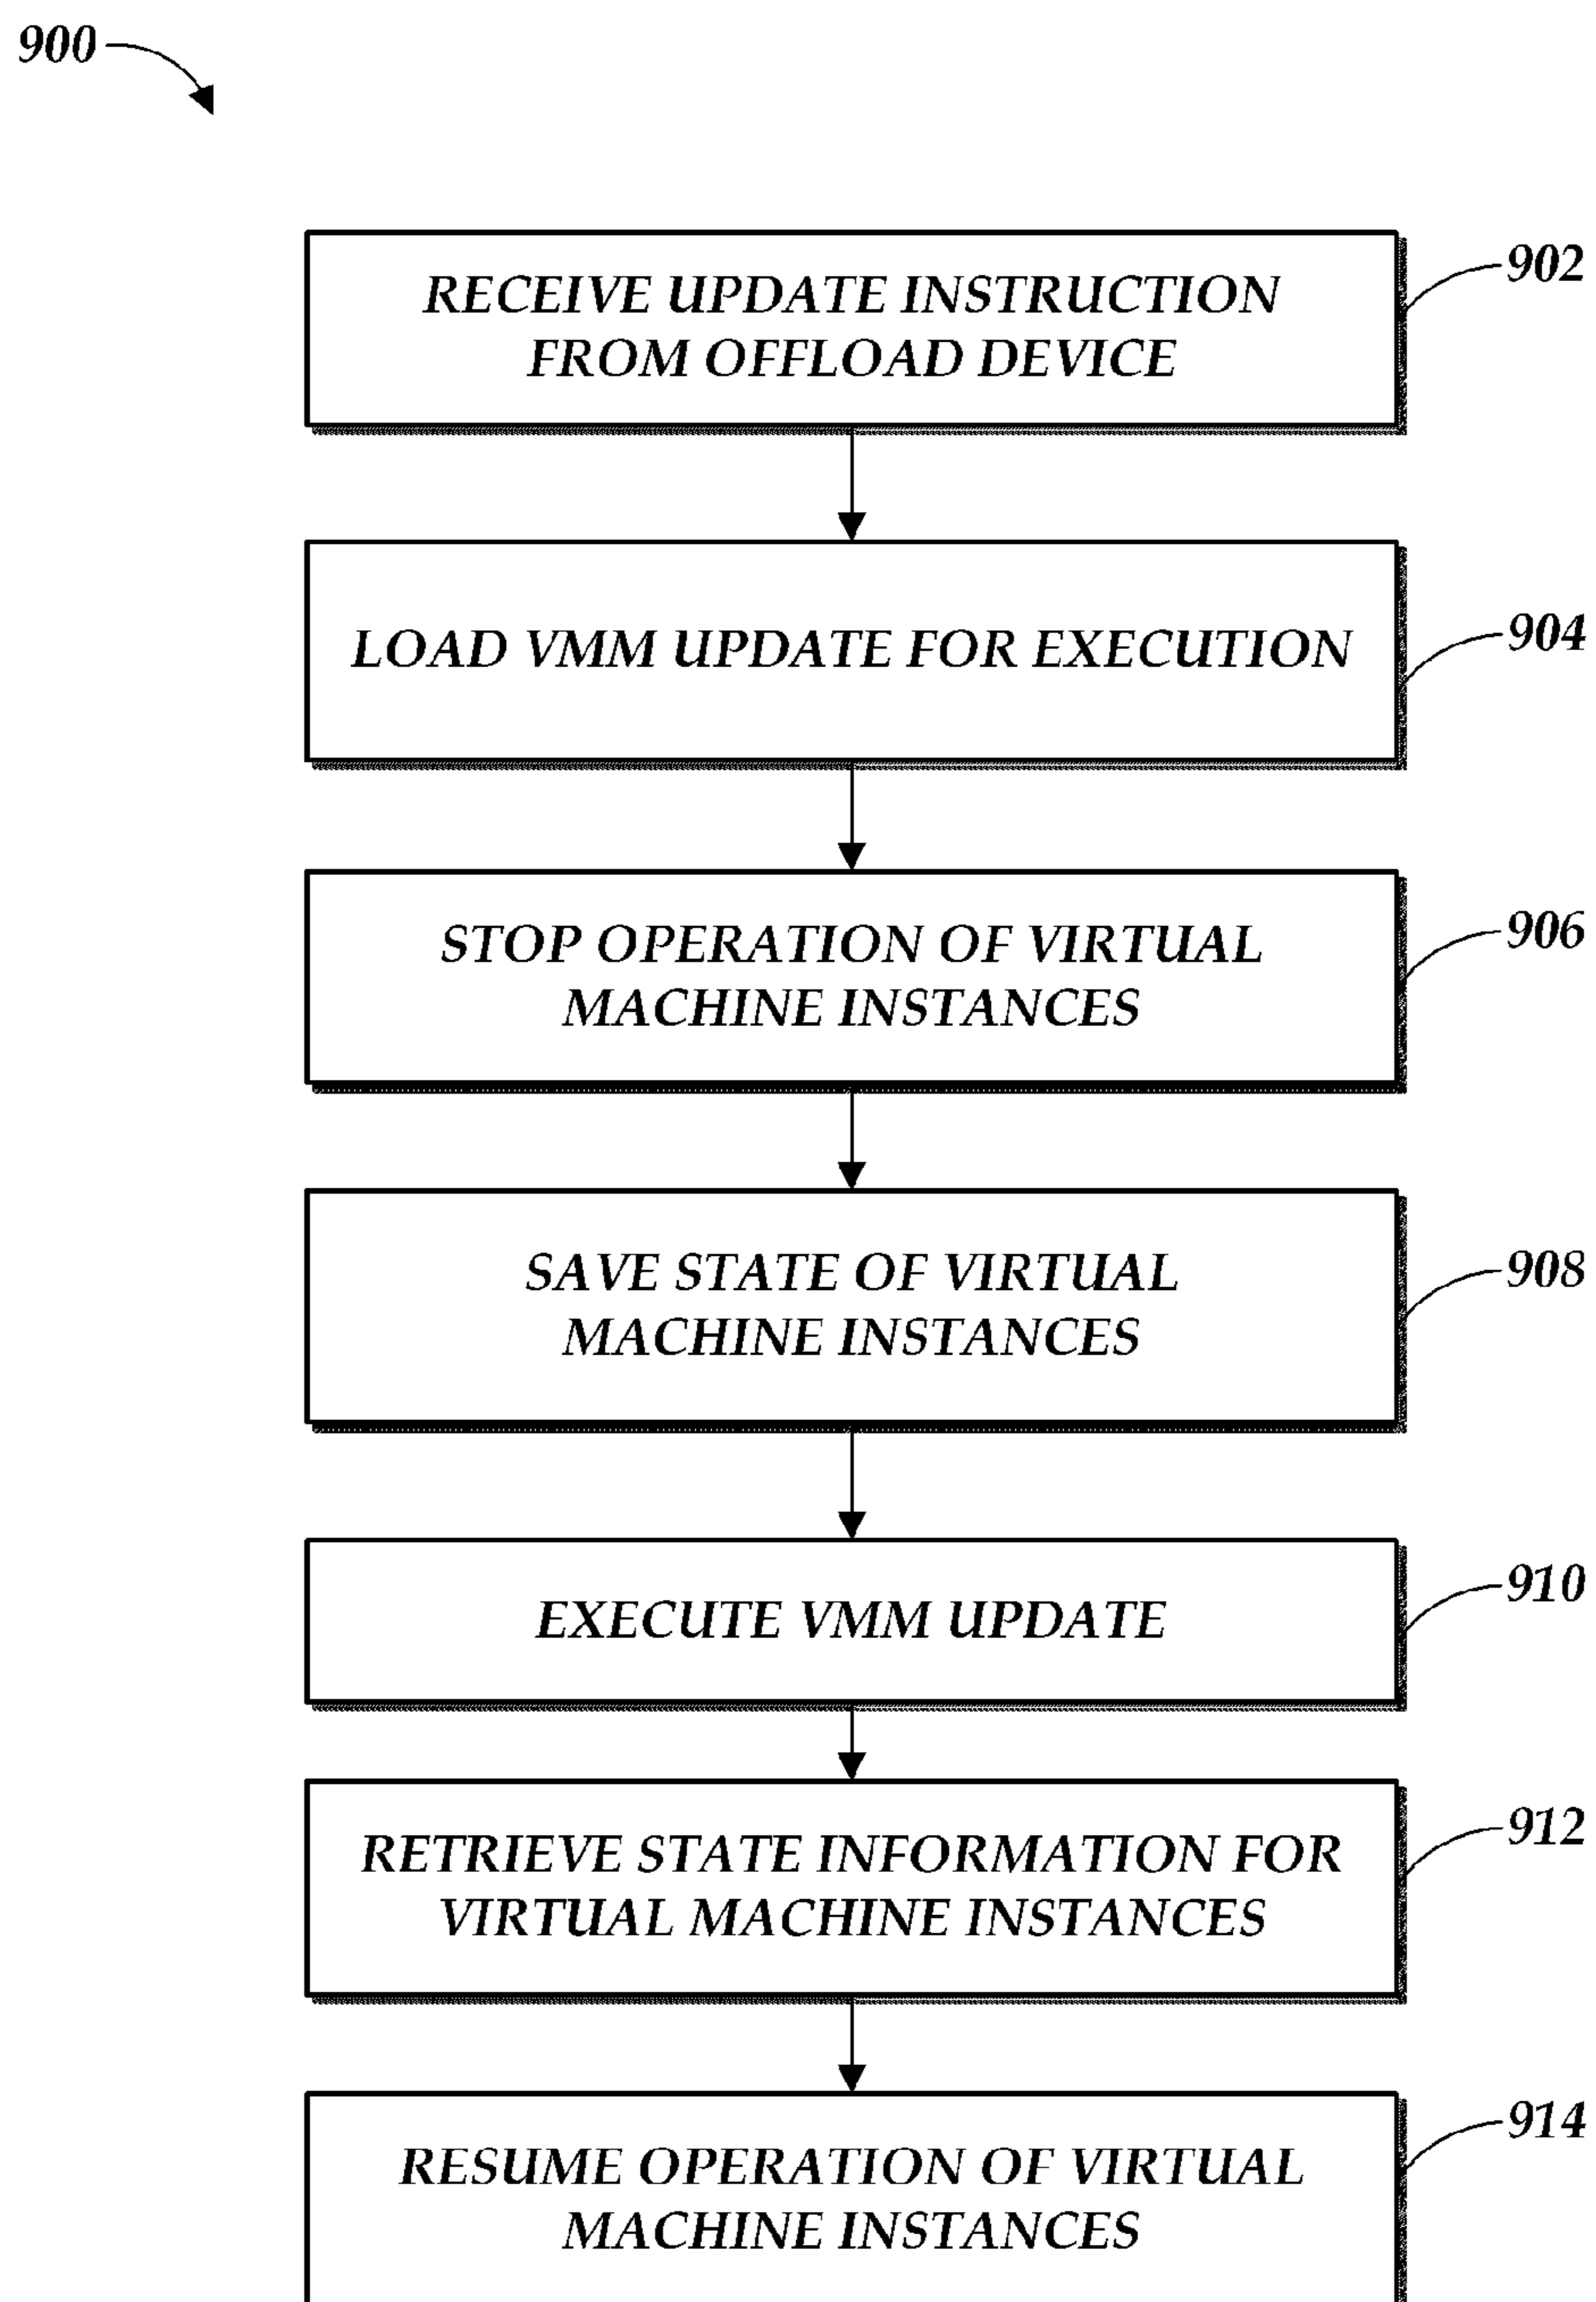 900
RECEIVE UPDATE INSTRUCTION
FROM OFFLOAD DEVICE
902
LOAD VMM UPDATE FOR EXECUTION
904
STOP OPERATION OF VIRTUAL
MACHINE INSTANCES
906
SAVE STATE OF VIRTUAL
MACHINE INSTANCES
908
EXECUTE VMM UPDATE
910
RETRIEVE STATE INFORMATION FOR
VIRTUAL MACHINE INSTANCES
912
RESUME OPERATION OF VIRTUAL
MACHINE INSTANCES
914